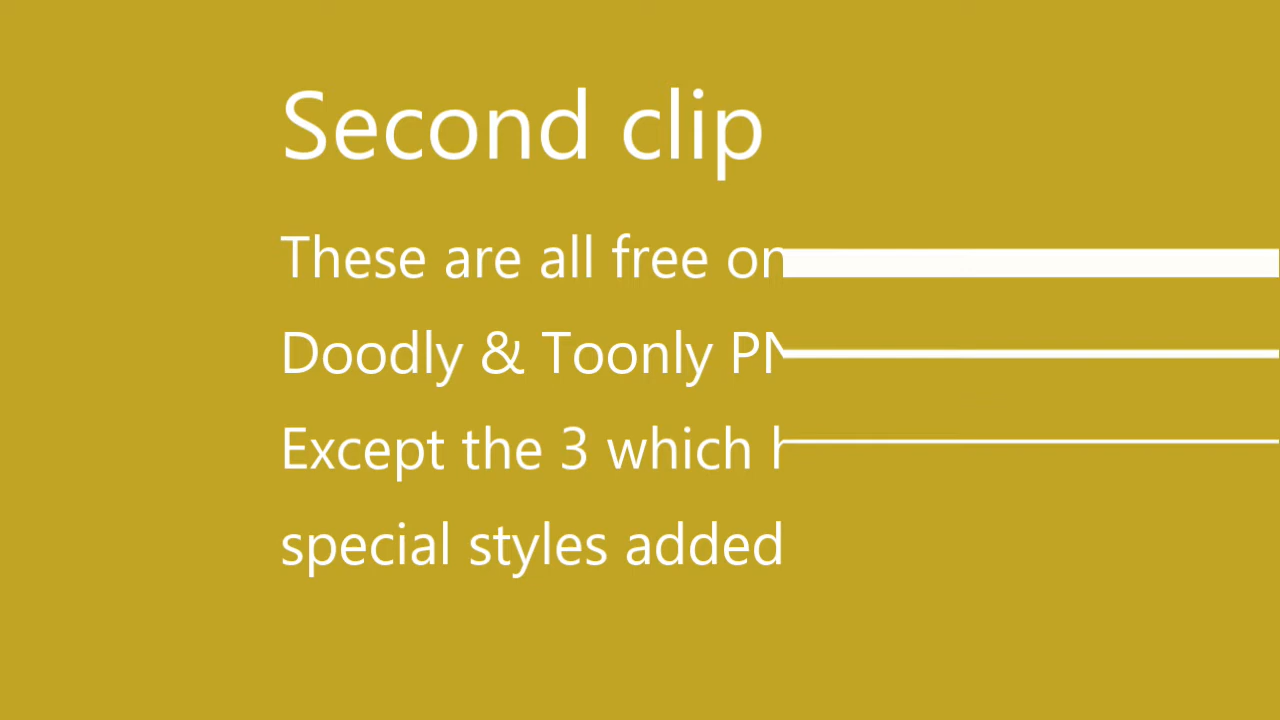 Second clip
These are all free on
Doodly & Toonly
Except the 3 which
special styles added